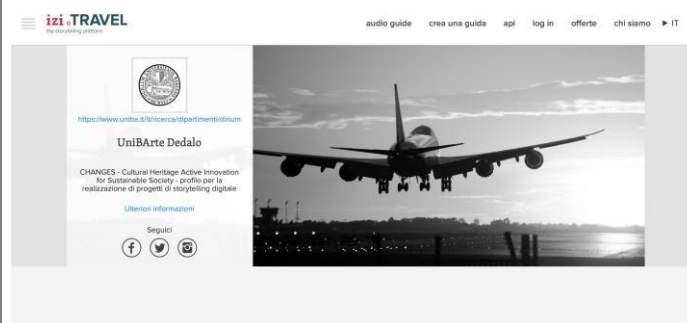 izi.TRAVEL
the storytelling platform
audio guide crea una guida api log in offerte chi siamo ► IT
https://www.uniba.it/it/ricerca/dipartimenti/dirium
UniBArte Dedalo
CHANGES - Cultural Heritage Active Innovation
for Sustainable Society - profilo per la
realizzazione di progetti di storytelling digitale
Ulteriori informazioni
Seguici